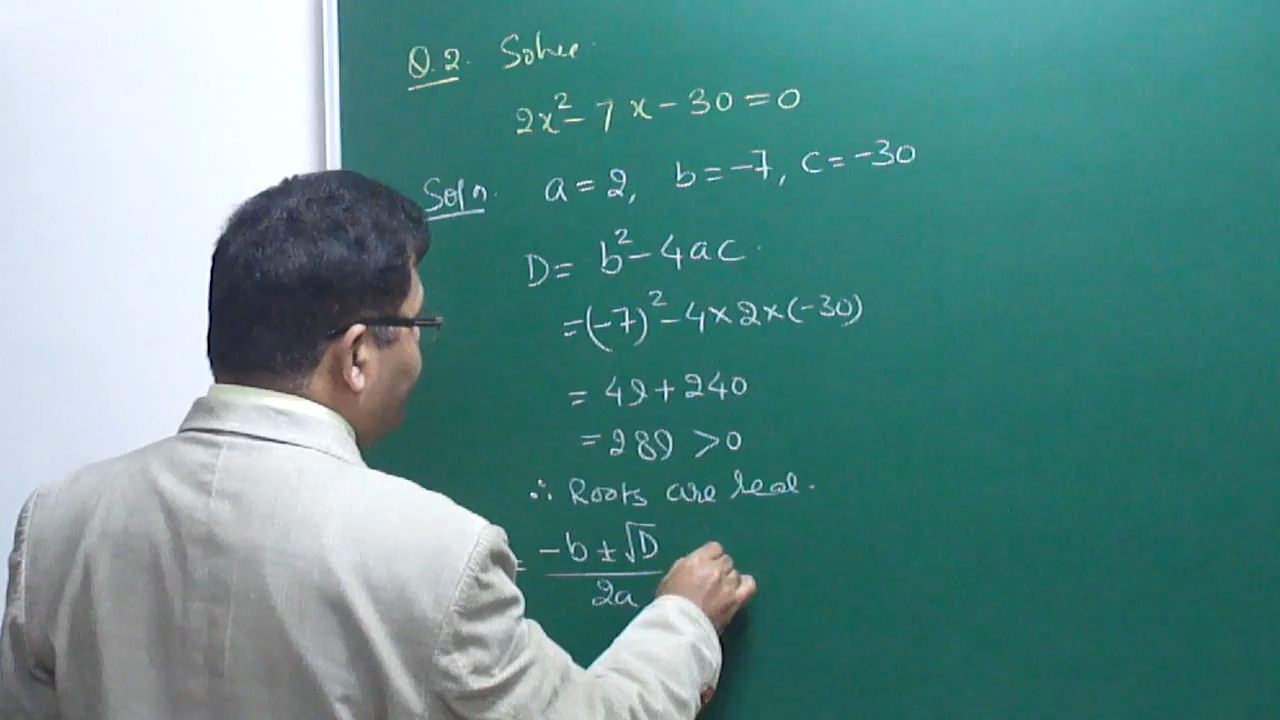 Q.2. Solve
2x²-7x-30=0
Soln. a=2, b=-7, c=-30
D= b²-4ac.
=(-7)²-4×2×(-30)
= 49+240
=289 >0
∴ Roots are real.
= -b±√D
2a